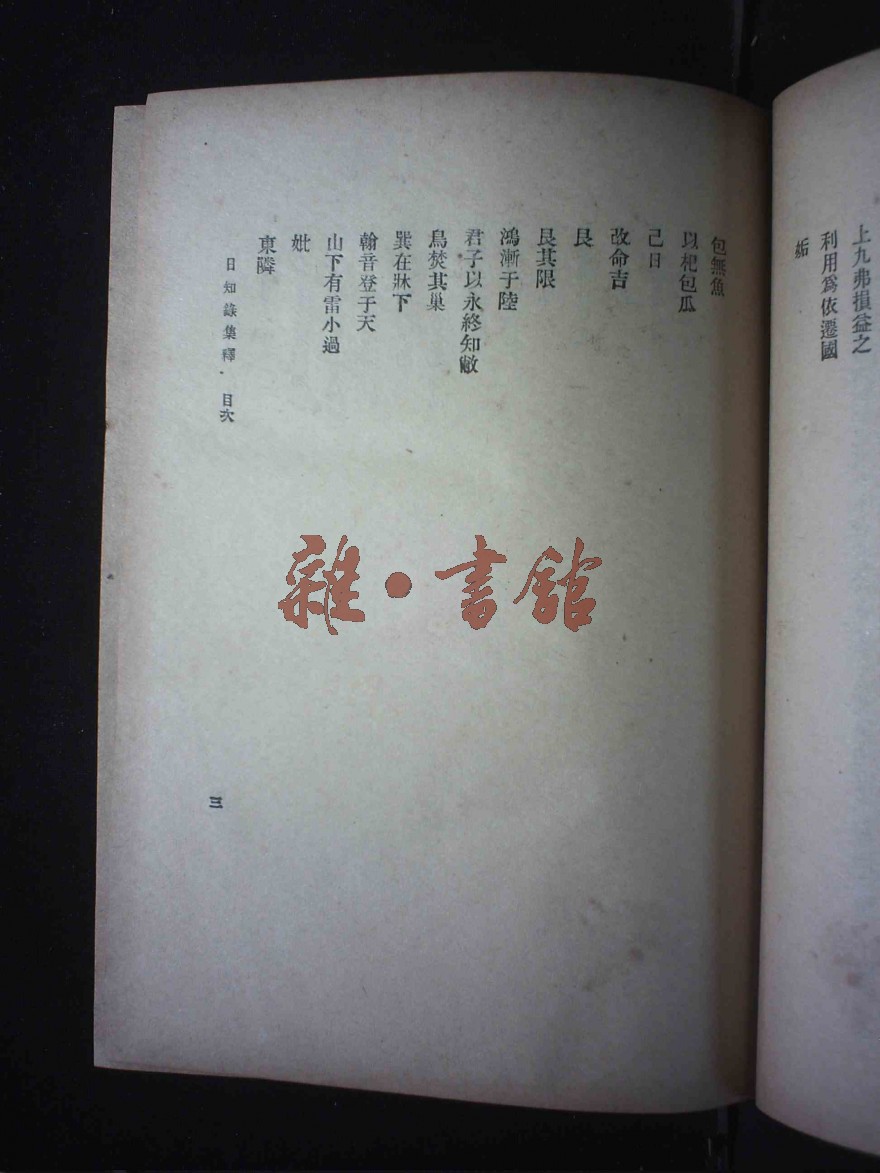 上九弗損益之
利用爲依遷國
姤
包無魚
以杞包瓜
己日
改命吉
艮
艮其限
鴻漸于陸
君子以永終知敝
鳥焚其巢
巽在牀下
翰音登于天
山下有雷小過
妣
東隣
日知錄集釋 目次
三
雜·書館